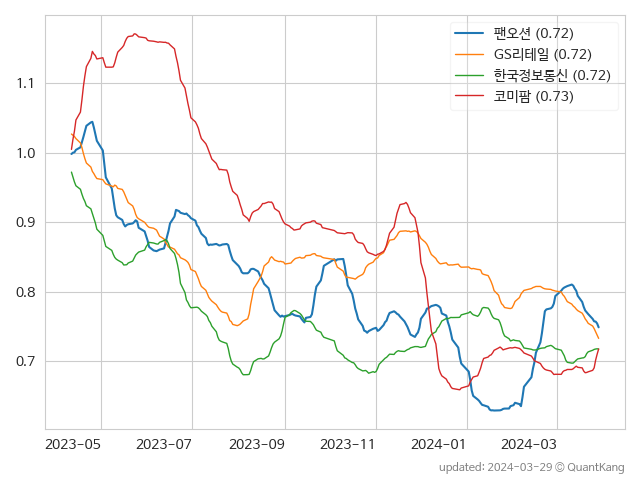 팬오션 (0.72)
GS리테일 (0.72)
한국정보통신 (0.72)
코미팜 (0.73)
1.1
1.0
0.9
0.8
0.7
2023-05 2023-07 2023-09 2023-11 2024-01 2024-03
updated: 2024-03-29 © QuantKang